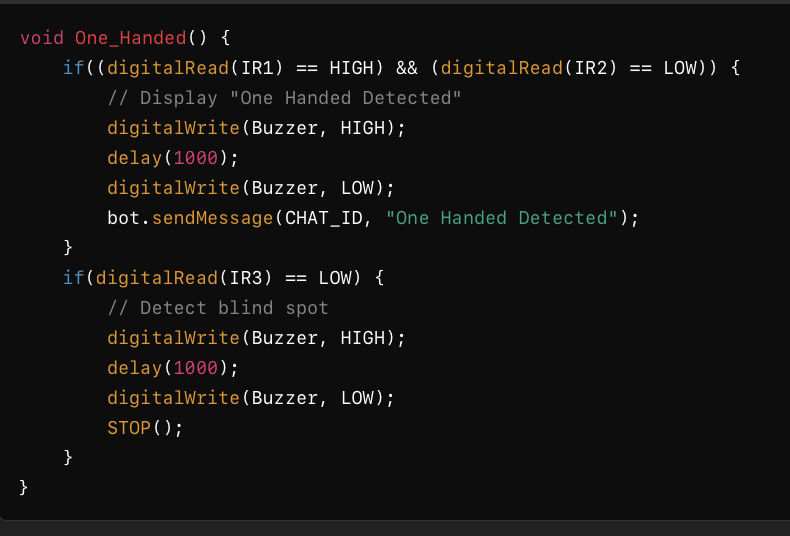 void One_Handed() {
    if((digitalRead(IR1) == HIGH) && (digitalRead(IR2) == LOW)) {
        // Display "One Handed Detected"
        digitalWrite(Buzzer, HIGH);
        delay(1000);
        digitalWrite(Buzzer, LOW);
        bot.sendMessage(CHAT_ID, "One Handed Detected");
    }
    if(digitalRead(IR3) == LOW) {
        // Detect blind spot
        digitalWrite(Buzzer, HIGH);
        delay(1000);
        digitalWrite(Buzzer, LOW);
        STOP();
    }
}